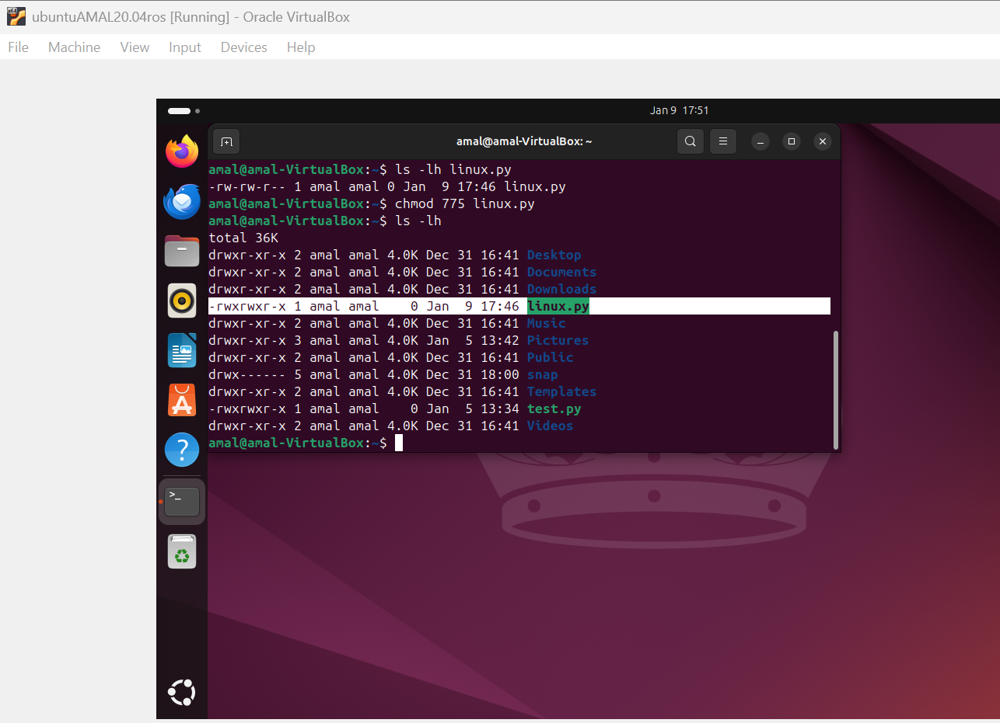 ubuntuAMAL20.04ros [Running] - Oracle VirtualBox
File Machine View Input Devices Help
Jan 9 17:51
amal@amal-VirtualBox: ~
amal@amal-VirtualBox:~$ ls -lh linux.py
-rw-rw-r-- 1 amal amal 0 Jan  9 17:46 linux.py
amal@amal-VirtualBox:~$ chmod 775 linux.py
amal@amal-VirtualBox:~$ ls -lh
total 36K
drwxr-xr-x 2 amal amal 4.0K Dec 31 16:41 Desktop
drwxr-xr-x 2 amal amal 4.0K Dec 31 16:41 Documents
drwxr-xr-x 2 amal amal 4.0K Dec 31 16:41 Downloads
-rwxrwxr-x 1 amal amal    0 Jan  9 17:46 linux.py
drwxr-xr-x 2 amal amal 4.0K Dec 31 16:41 Music
drwxr-xr-x 3 amal amal 4.0K Jan  5 13:42 Pictures
drwxr-xr-x 2 amal amal 4.0K Dec 31 16:41 Public
drwx------ 5 amal amal 4.0K Dec 31 18:00 snap
drwxr-xr-x 2 amal amal 4.0K Dec 31 16:41 Templates
-rwxrwxr-x 1 amal amal    0 Jan  5 13:34 test.py
drwxr-xr-x 2 amal amal 4.0K Dec 31 16:41 Videos
amal@amal-VirtualBox:~$